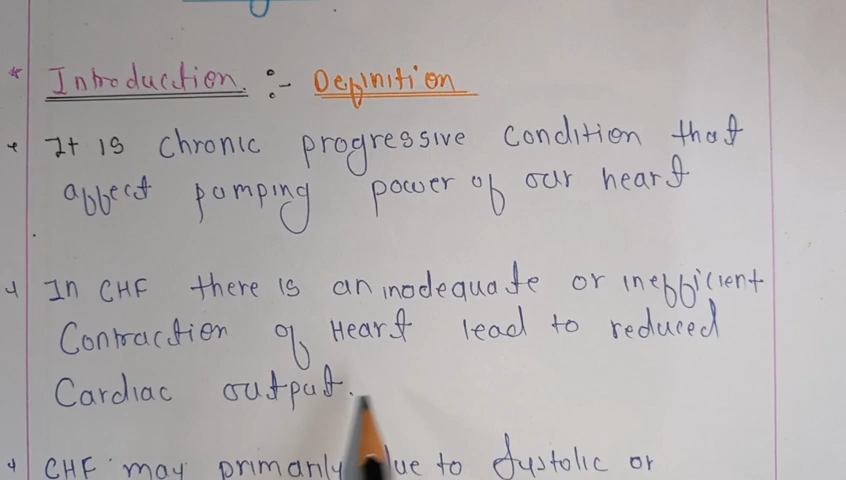 * Introduction :- Definition
It is chronic progressive condition that
affect pumping power of our heart
In CHF there is an inadequate or inefficient
Contraction of Heart lead to reduced
Cardiac output.
CHF may primarily due to systolic or